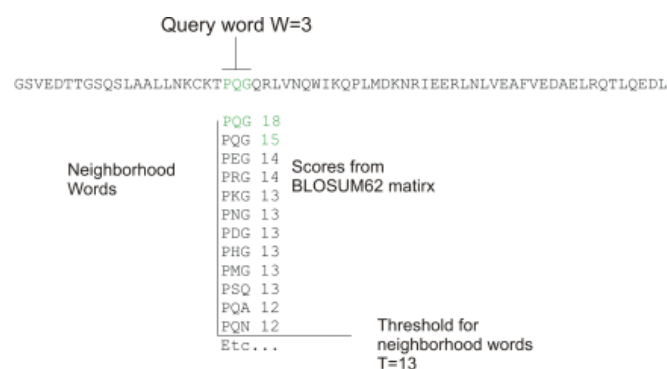 Query word W=3
GSVEDTTGSQSLAALLNKCKTPQGQRLVNQWIKQPLMDKNRIEERLNLVEAFVEDAELRQTLQEDL
PQG 18
PQG 15
PEG 14
PRG 14
PKG 13
PNG 13
PDG 13
PHG 13
PMG 13
PSQ 13
PQA 12
PQN 12
Etc...
Neighborhood
Words
Scores from
BLOSUM62 matirx
Threshold for
neighborhood words
T=13